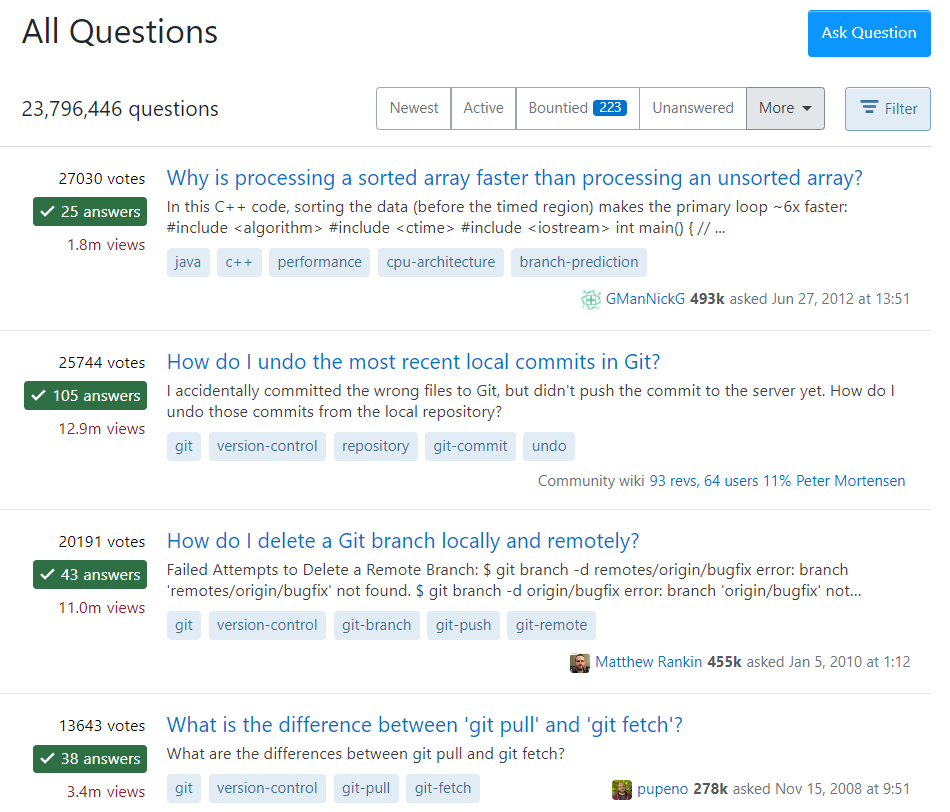 All Questions
Ask Question
23,796,446 questions
Newest
Active
Bountied 223
Unanswered
More
Filter
27030 votes
25 answers
1.8m views
Why is processing a sorted array faster than processing an unsorted array?
In this C++ code, sorting the data (before the timed region) makes the primary loop ~6x faster:
#include <algorithm> #include <ctime> #include <iostream> int main() { // ...
java
c++
performance
cpu-architecture
branch-prediction
GManNickG 493k asked Jun 27, 2012 at 13:51
25744 votes
105 answers
12.9m views
How do I undo the most recent local commits in Git?
I accidentally committed the wrong files to Git, but didn't push the commit to the server yet. How do I
undo those commits from the local repository?
git
version-control
repository
git-commit
undo
Community wiki 93 revs, 64 users 11% Peter Mortensen
20191 votes
43 answers
11.0m views
How do I delete a Git branch locally and remotely?
Failed Attempts to Delete a Remote Branch: $ git branch -d remotes/origin/bugfix error: branch
'remotes/origin/bugfix' not found. $ git branch -d origin/bugfix error: branch 'origin/bugfix' not...
git
version-control
git-branch
git-push
git-remote
Matthew Rankin 455k asked Jan 5, 2010 at 1:12
13643 votes
38 answers
3.4m views
What is the difference between 'git pull' and 'git fetch'?
What are the differences between git pull and git fetch?
git
version-control
git-pull
git-fetch
pupeno 278k asked Nov 15, 2008 at 9:51